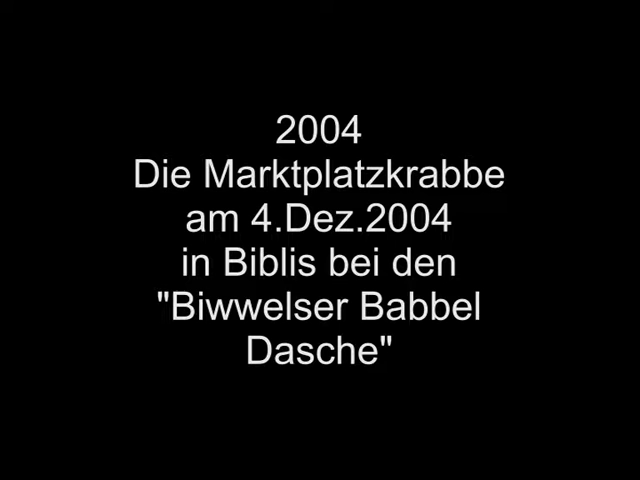 2004
Die Marktplatzkrabbe
am 4.Dez.2004
in Biblis bei den
"Biwwelser Babbel
Dasche"